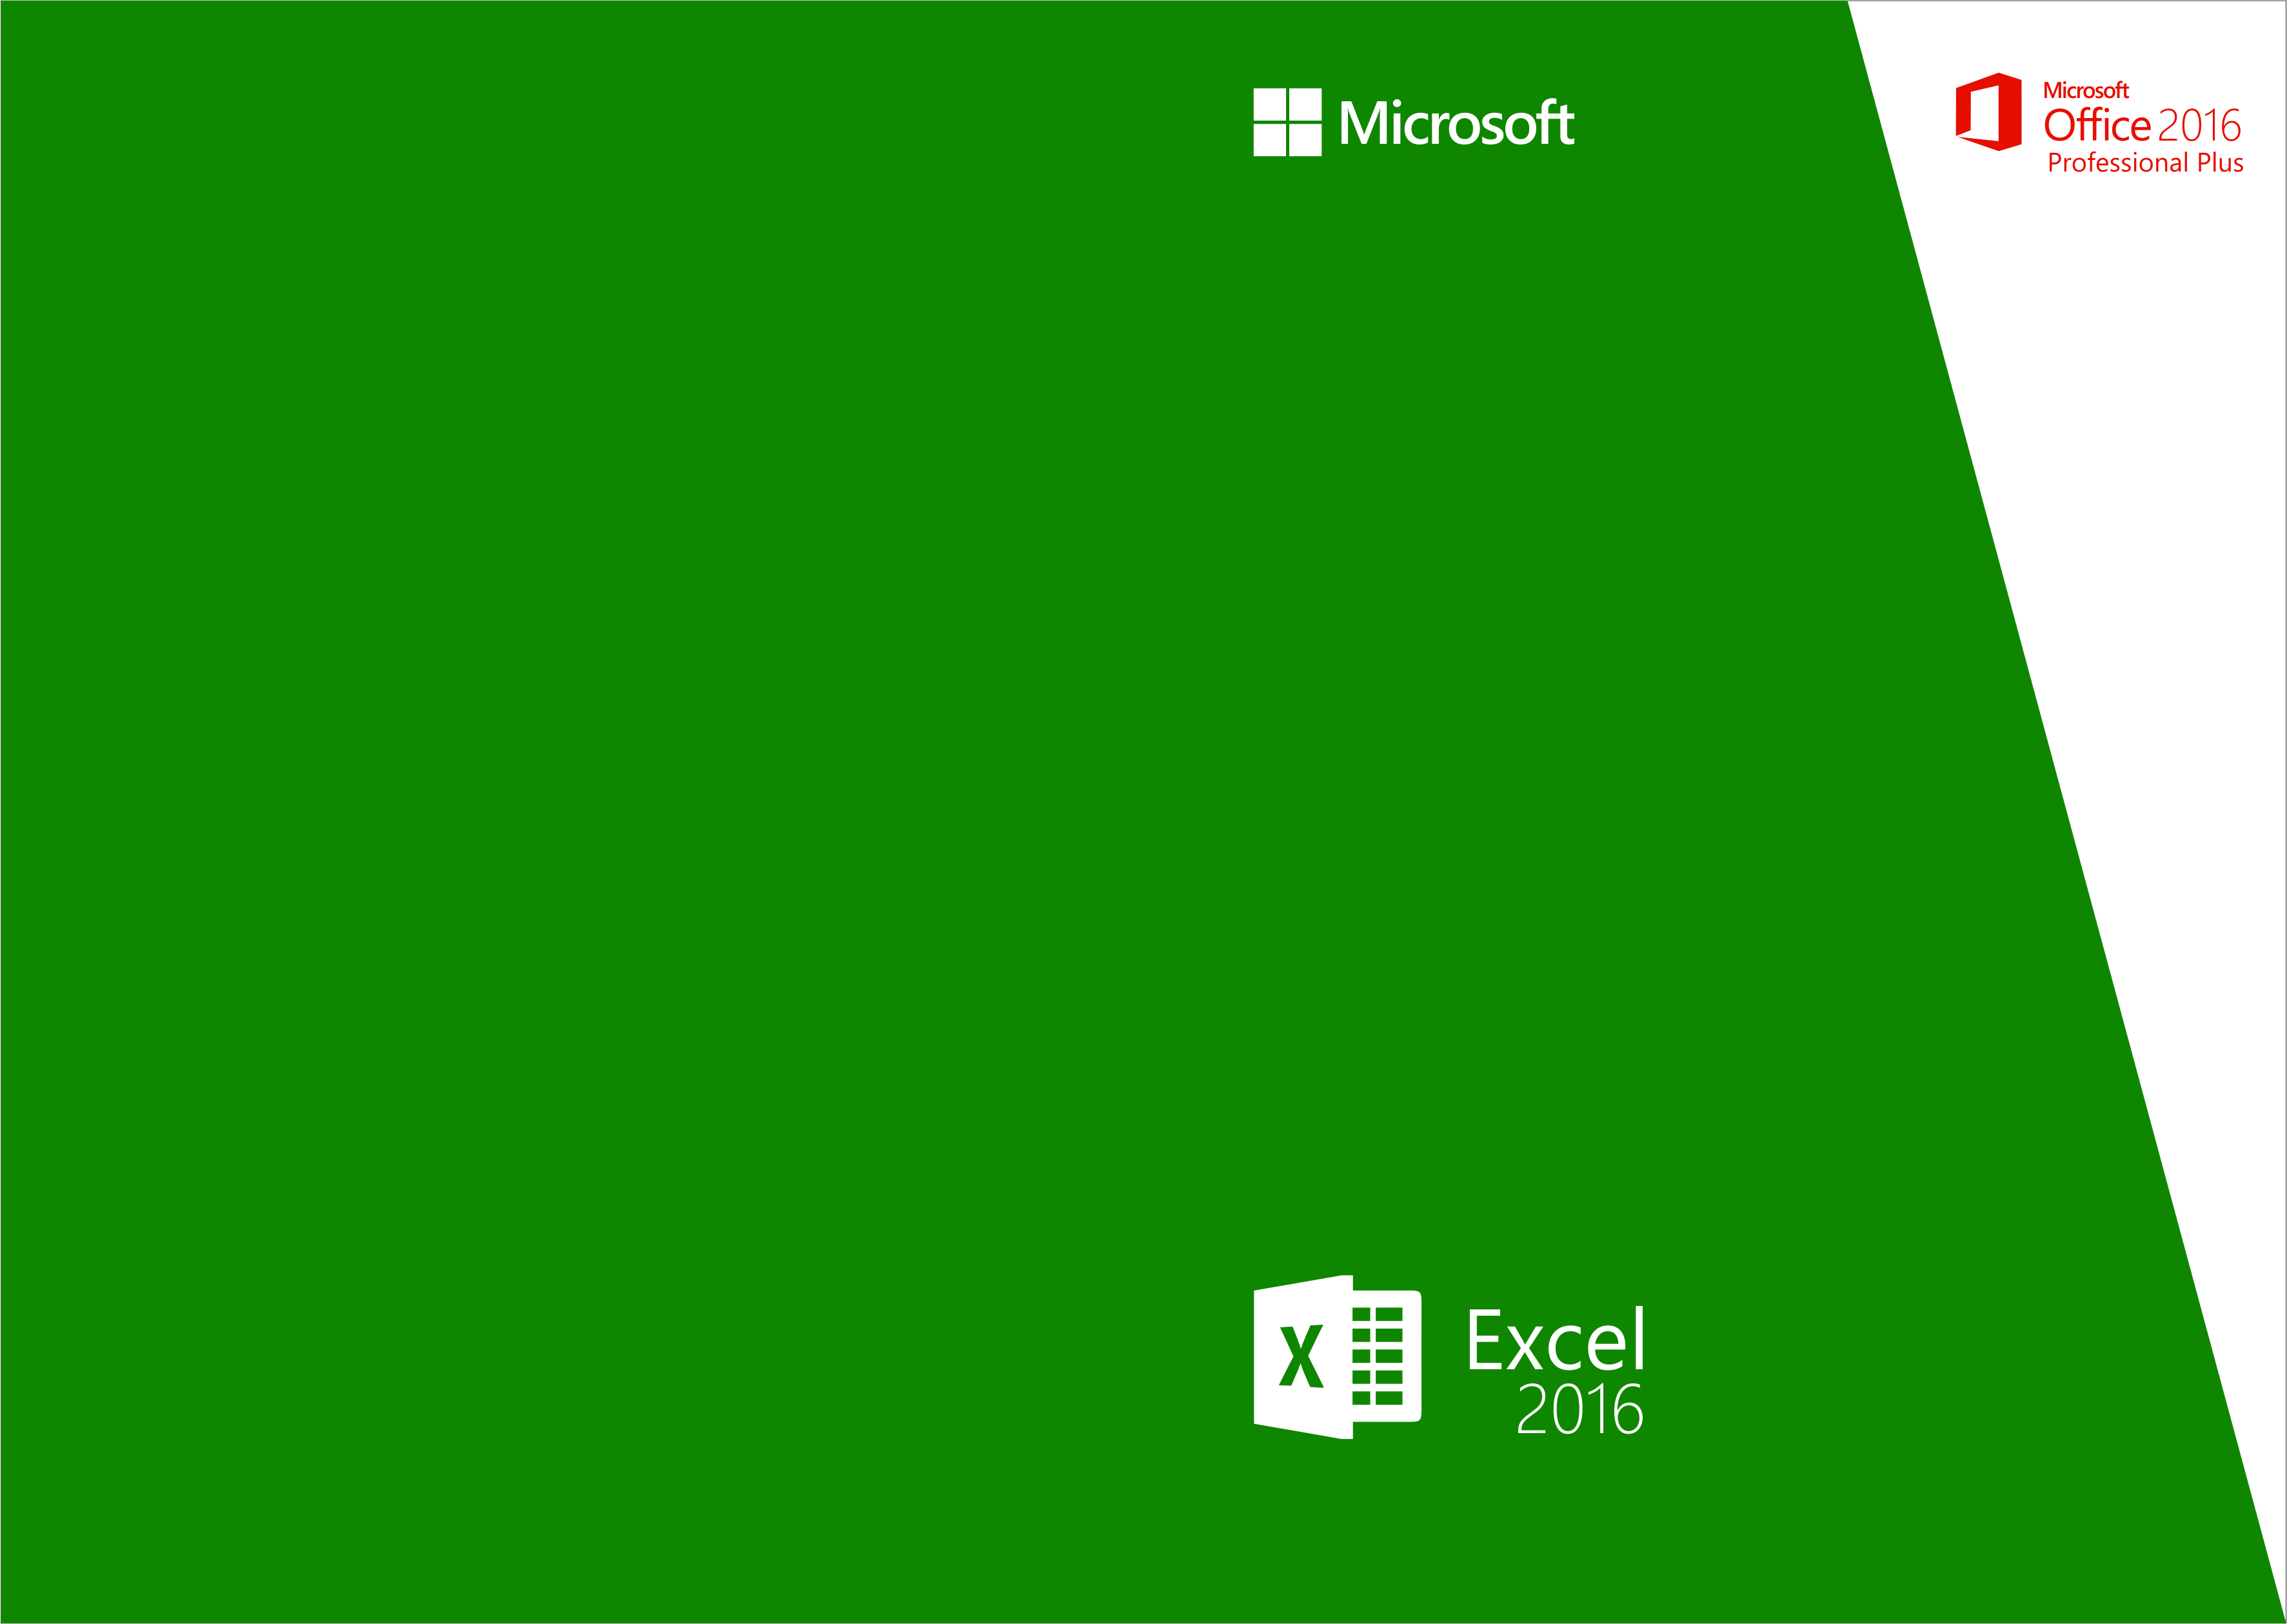 Microsoft
Microsoft
Office 2016
Professional Plus
X
Excel
2016